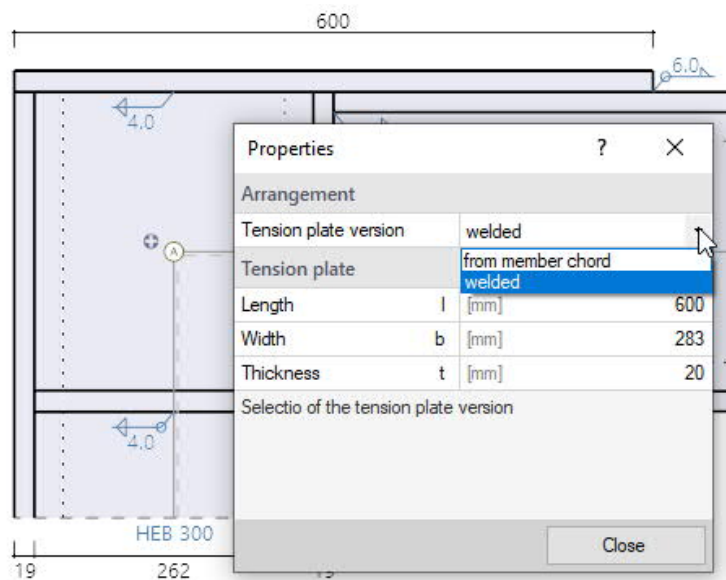 600
6.0
4.0
Properties ?
Arrangement
Tension plate version welded
from member chord
Tension plate
welded
Length l [mm] 600
Width b [mm] 283
Thickness t [mm] 20
Selectio of the tension plate version
4.0
HEB 300
Close
19 262 19